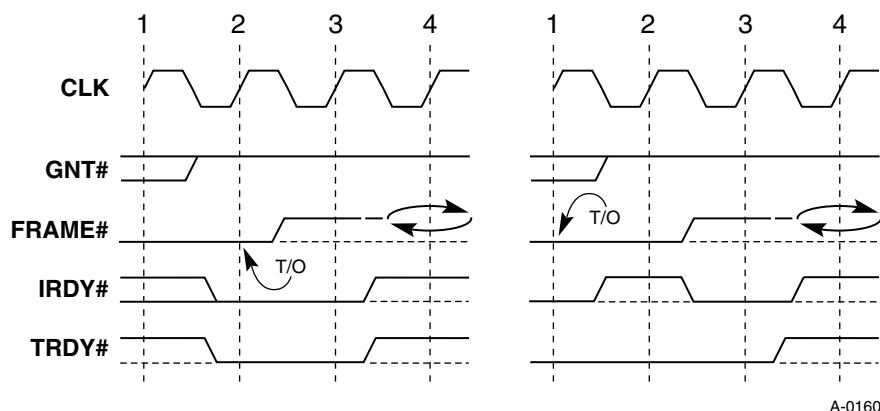 1 2 3 4 1 2 3 4
CLK
GNT#
T/O
FRAME#
T/O
IRDY#
TRDY#
A-0160